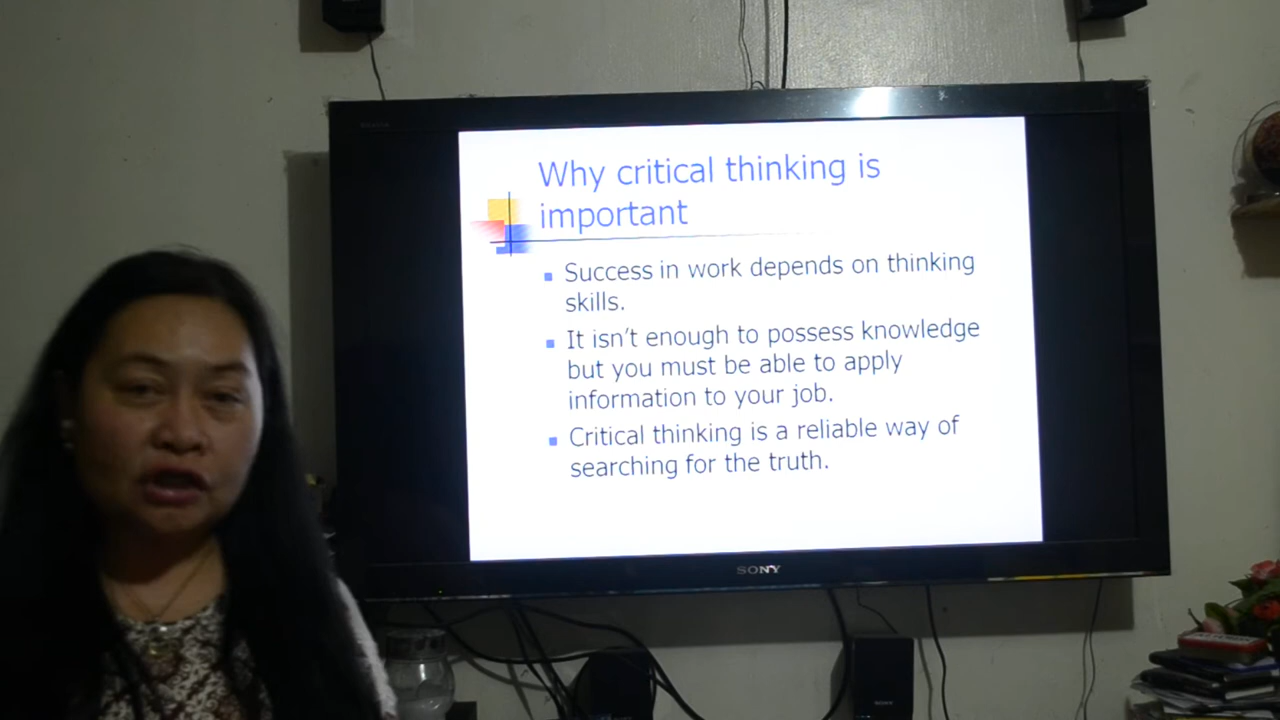 Why critical thinking is
important
Success in work depends on thinking
skills.
It isn't enough to possess knowledge
but you must be able to apply
information to your job.
Critical thinking is a reliable way of
searching for the truth.
SONY
SONY